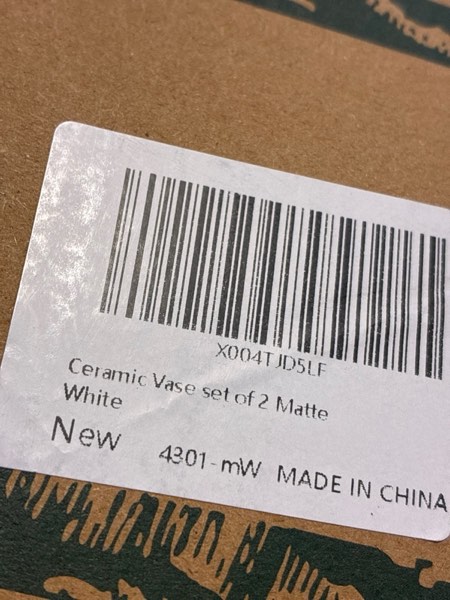 X004TJD5LF
Ceramic Vase set of 2 Matte
White
New 4301-mW MADE IN CHINA